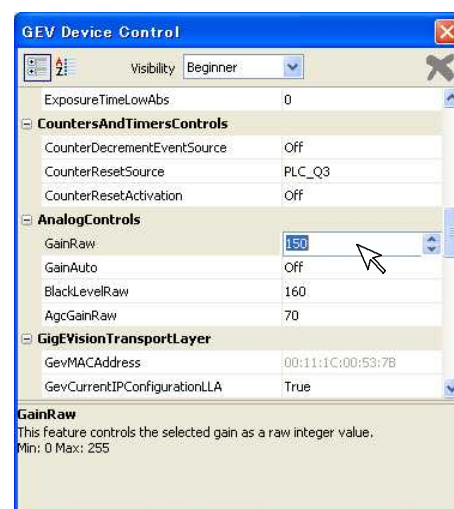 GEV Device Control
Visibility Beginner
ExposureTimeLowAbs 0
CountersAndTimersControls
CounterDecrementEventSource Off
CounterResetSource PLC_Q3
CounterResetActivation Off
AnalogControls
GainRaw 150
GainAuto Off
BlackLevelRaw 160
AgcGainRaw 70
GigEVisionTransportLayer
GevMACAddress 00:11:1C:00:53:7B
GevCurrentIPConfigurationLLA True
GainRaw
This feature controls the selected gain as a raw integer value.
Min: 0 Max: 255